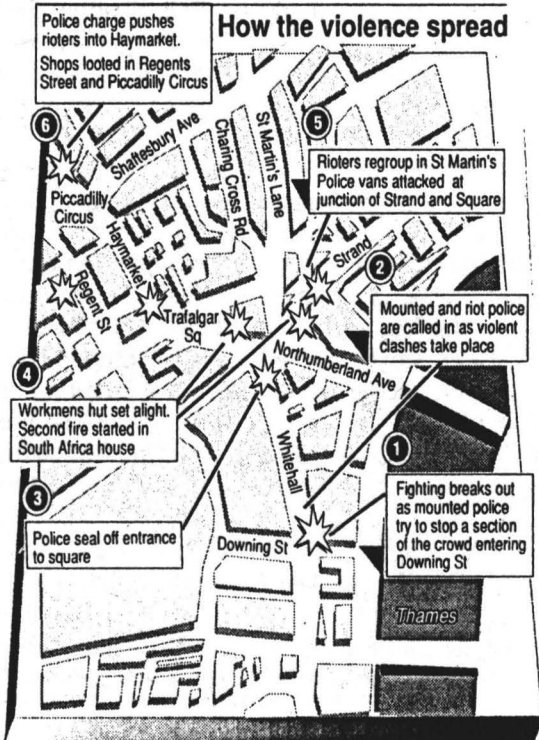 How the violence spread
Police charge pushes
rioters into Haymarket.
Shops looted in Regents
Street and Piccadilly Circus
6
Shaftesbury Ave
Charing Cross Rd
St Martin's Lane
5
Rioters regroup in St Martin's
Police vans attacked at
junction of Strand and Square
Piccadilly
Circus
Haymarket
Regent St
Strand
2
Mounted and riot police
are called in as violent
clashes take place
Trafalgar
Sq
Northumberland Ave
4
Workmens hut set alight.
Second fire started in
South Africa house
Whitehall
1
Fighting breaks out
as mounted police
try to stop a section
of the crowd entering
Downing St
3
Police seal off entrance
to square
Downing St
Thames